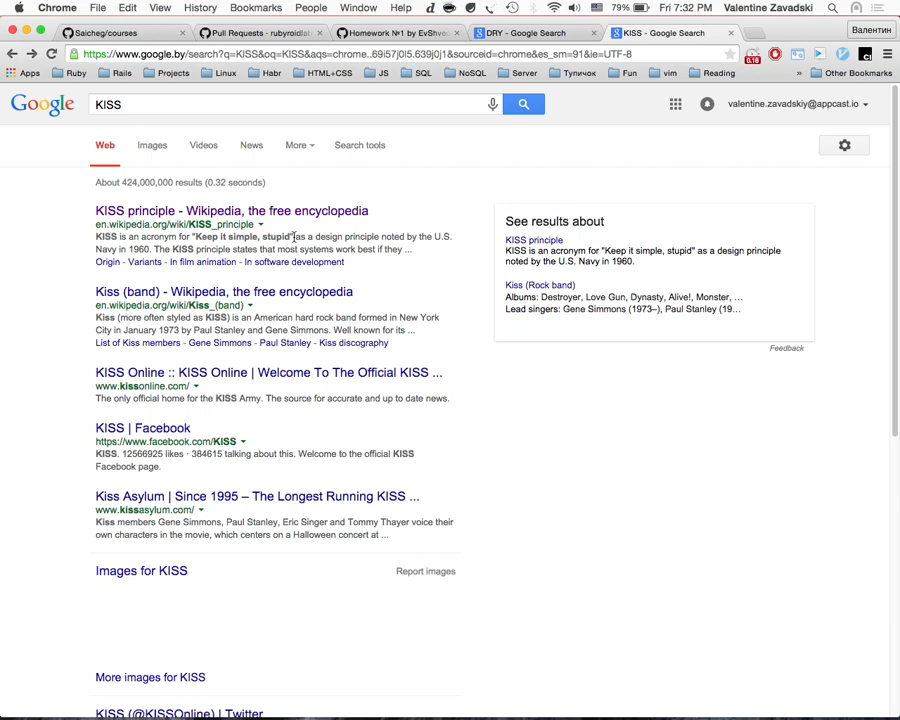 Chrome File Edit View History Bookmarks People Window Help 79% Fri 7:32 PM Valentine Zavadski
Saicheg/courses Pull Requests - rubyroidlab Homework №1 by EvShved DRY - Google Search KISS - Google Search Валентин
https://www.google.by/search?q=KISS&oq=KISS&aqs=chrome..69i57j0l5.639j0j1&sourceid=chrome&es_sm=91&ie=UTF-8 0.18
Apps Ruby Rails Projects Linux Habr HTML+CSS JS SQL NoSQL Server Тупичок Fun vim Reading » Other Bookmarks
Google KISS valentine.zavadskiy@appcast.io
Web Images Videos News More Search tools
About 424,000,000 results (0.32 seconds)
KISS principle - Wikipedia, the free encyclopedia
en.wikipedia.org/wiki/KISS_principle
KISS is an acronym for "Keep it simple, stupid" as a design principle noted by the U.S.
Navy in 1960. The KISS principle states that most systems work best if they ...
Origin - Variants - In film animation - In software development
Kiss (band) - Wikipedia, the free encyclopedia
en.wikipedia.org/wiki/Kiss_(band)
Kiss (more often styled as KISS) is an American hard rock band formed in New York
City in January 1973 by Paul Stanley and Gene Simmons. Well known for its ...
List of Kiss members - Gene Simmons - Paul Stanley - Kiss discography
KISS Online :: KISS Online | Welcome To The Official KISS ...
www.kissonline.com/
The only official home for the KISS Army. The source for accurate and up to date news.
KISS | Facebook
https://www.facebook.com/KISS
KISS. 12566925 likes · 384615 talking about this. Welcome to the official KISS
Facebook page.
Kiss Asylum | Since 1995 – The Longest Running KISS ...
www.kissasylum.com/
Kiss members Gene Simmons, Paul Stanley, Eric Singer and Tommy Thayer voice their
own characters in the movie, which centers on a Halloween concert at ...
Images for KISS Report images
More images for KISS
KISS (@KISSOnline) | Twitter
See results about
KISS principle
KISS is an acronym for "Keep it simple, stupid" as a design principle
noted by the U.S. Navy in 1960.
Kiss (Rock band)
Albums: Destroyer, Love Gun, Dynasty, Alive!, Monster, ...
Lead singers: Gene Simmons (1973–), Paul Stanley (19...
Feedback